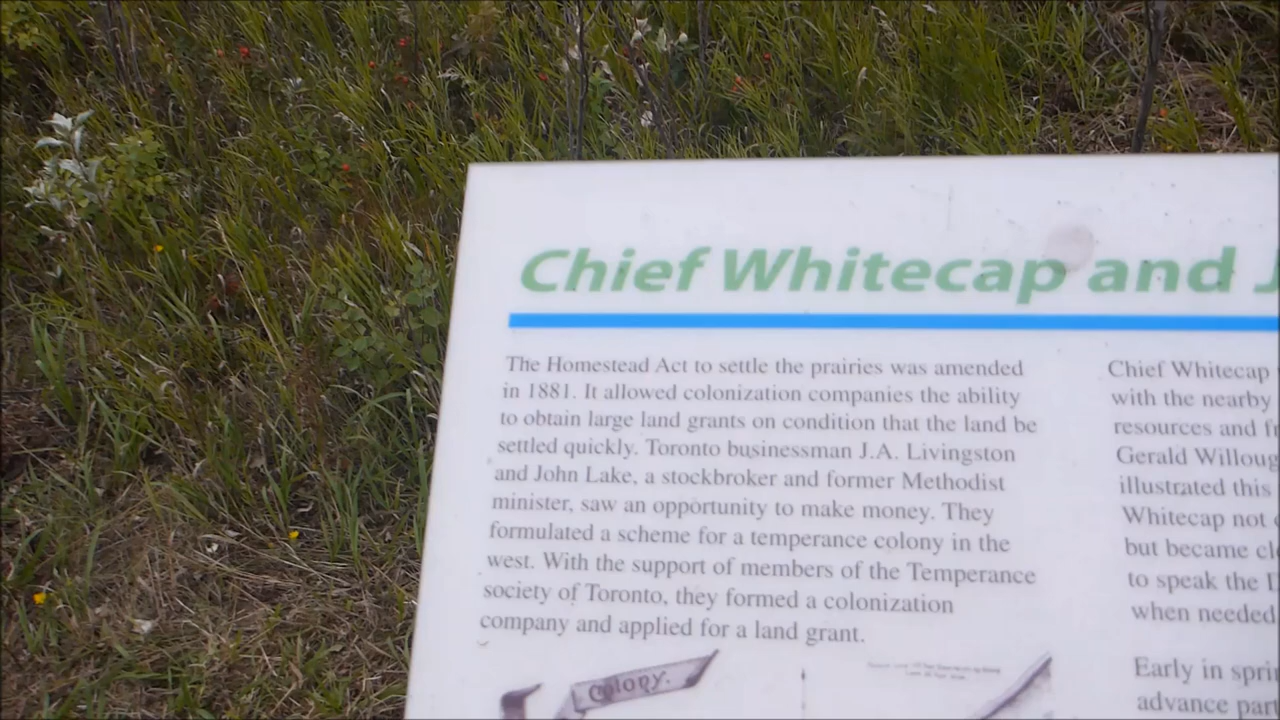 Chief Whitecap and J
The Homestead Act to settle the prairies was amended
in 1881. It allowed colonization companies the ability
to obtain large land grants on condition that the land be
settled quickly. Toronto businessman J.A. Livingston
and John Lake, a stockbroker and former Methodist
minister, saw an opportunity to make money. They
formulated a scheme for a temperance colony in the
west. With the support of members of the Temperance
society of Toronto, they formed a colonization
company and applied for a land grant.
Colony.
Chief Whitecap
with the nearby
resources and
Gerald Willoug
illustrated this
Whitecap not
but became
to speak the
when needed
Early in spri
advance part